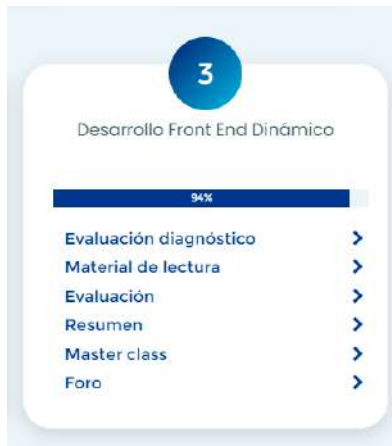 3
Desarrollo Front End Dinámico
94%
Evaluación diagnóstico
Material de lectura
Evaluación
Resumen
Master class
Foro